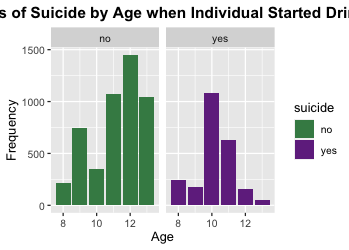 s of Suicide by Age when Individual Started Dri
no yes
1500
1000
500
0
8 10 12 8 10 12
Frequency
Age
suicide
no
yes